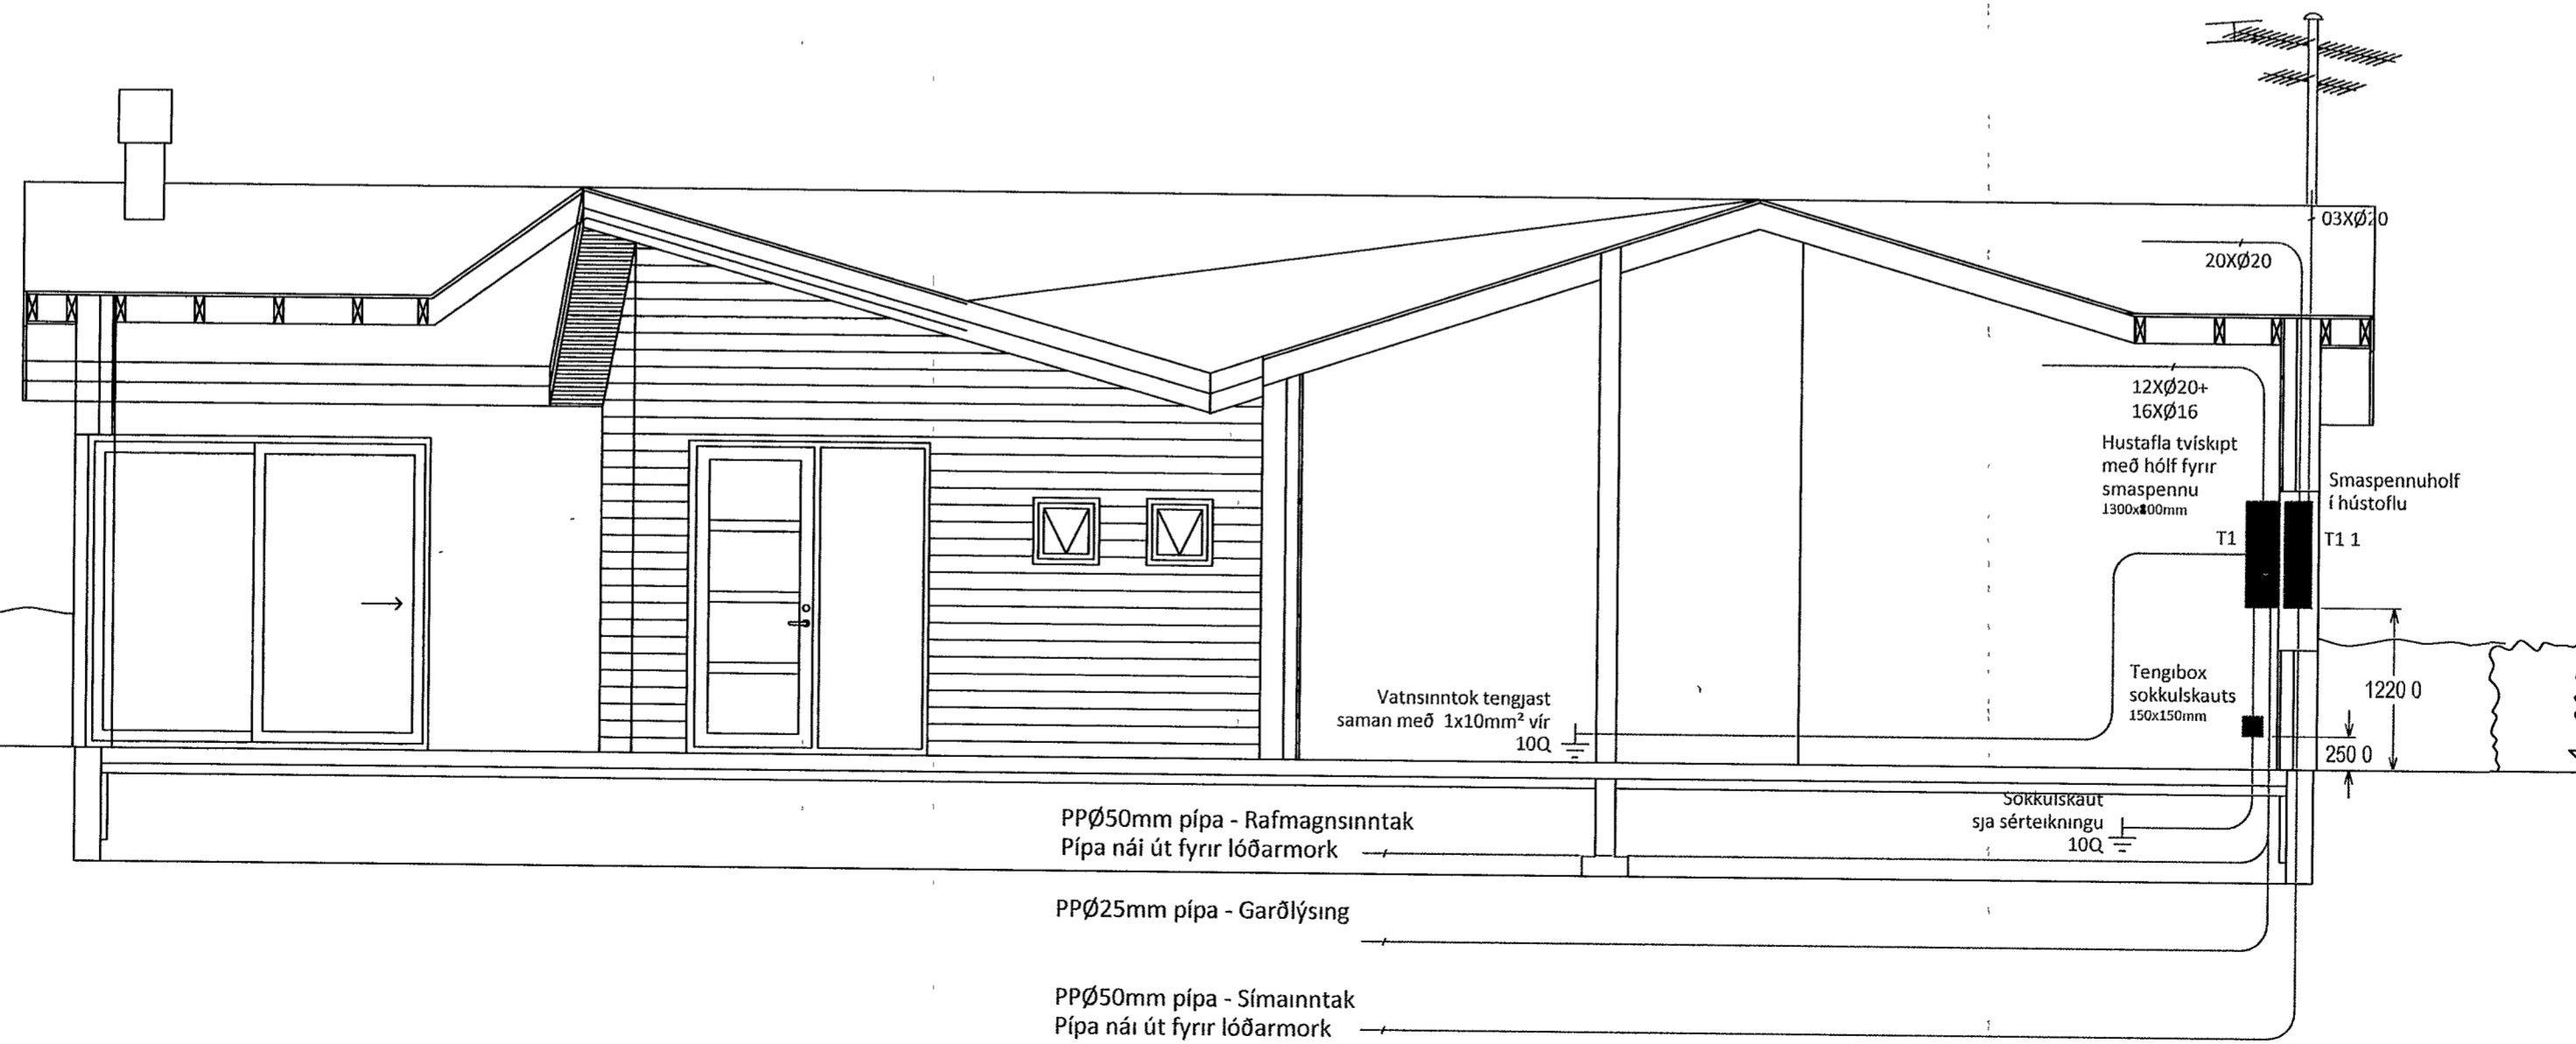 03XØ20
20XØ20
12XØ20+
16XØ16
Hustafla tvískipt
með hólf fyrir
smaspennu
Smaspennuholf
í hústoflu
T1
T1 1
Tengibox
sokkulskauts
150x150mm
1220 0
250 0
Vatnsinntok tengjast
saman með 1x10mm² vír
10Ω
Sokkulskaut
sja sérteikningu
10Ω
PPØ50mm pípa - Rafmagnsinntak
Pípa nái út fyrir lóðarmork
PPØ25mm pípa - Garðlýsing
PPØ50mm pípa - Símainntak
Pípa nái út fyrir lóðarmork